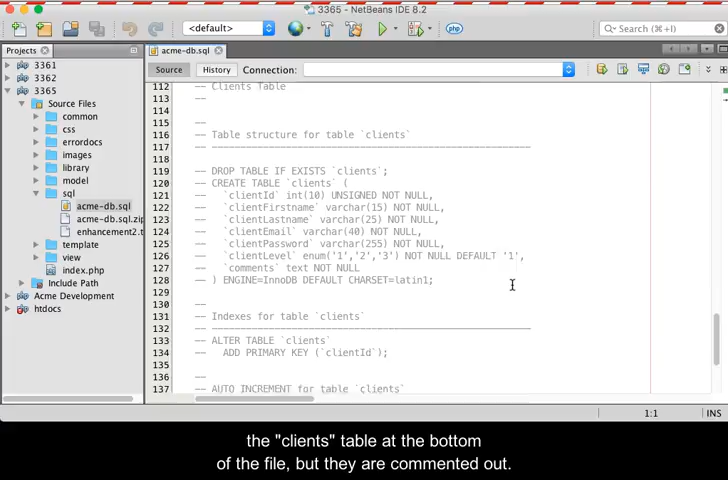 3365 - NetBeans IDE 8.2
<default>
php
Search (⌘+I)
Projects
acme-db.sql
3361
3362
3365
Source Files
common
css
errordocs
images
library
model
sql
acme-db.sql
acme-db.sql.zip
enhancement2.t
template
view
index.php
Include Path
Acme Development
htdocs
Source
History
Connection:
112 -- Clients Table
113 --
114
115 --
116 -- Table structure for table `clients`
117 -- --------------------------------------------------------
118
119 -- DROP TABLE IF EXISTS `clients`;
120 -- CREATE TABLE `clients` (
121 -- `clientId` int(10) UNSIGNED NOT NULL,
122 -- `clientFirstname` varchar(15) NOT NULL,
123 -- `clientLastname` varchar(25) NOT NULL,
124 -- `clientEmail` varchar(40) NOT NULL,
125 -- `clientPassword` varchar(255) NOT NULL,
126 -- `clientLevel` enum('1','2','3') NOT NULL DEFAULT '1',
127 -- `comments` text NOT NULL
128 -- ) ENGINE=InnoDB DEFAULT CHARSET=latin1;
129
130 --
131 -- Indexes for table `clients`
132 -- --------------------------------------------------------
133 -- ALTER TABLE `clients`
134 -- ADD PRIMARY KEY (`clientId`);
135
136 --
137 -- AUTO INCREMENT for table `clients`
1:1
INS
the "clients" table at the bottom
of the file, but they are commented out.